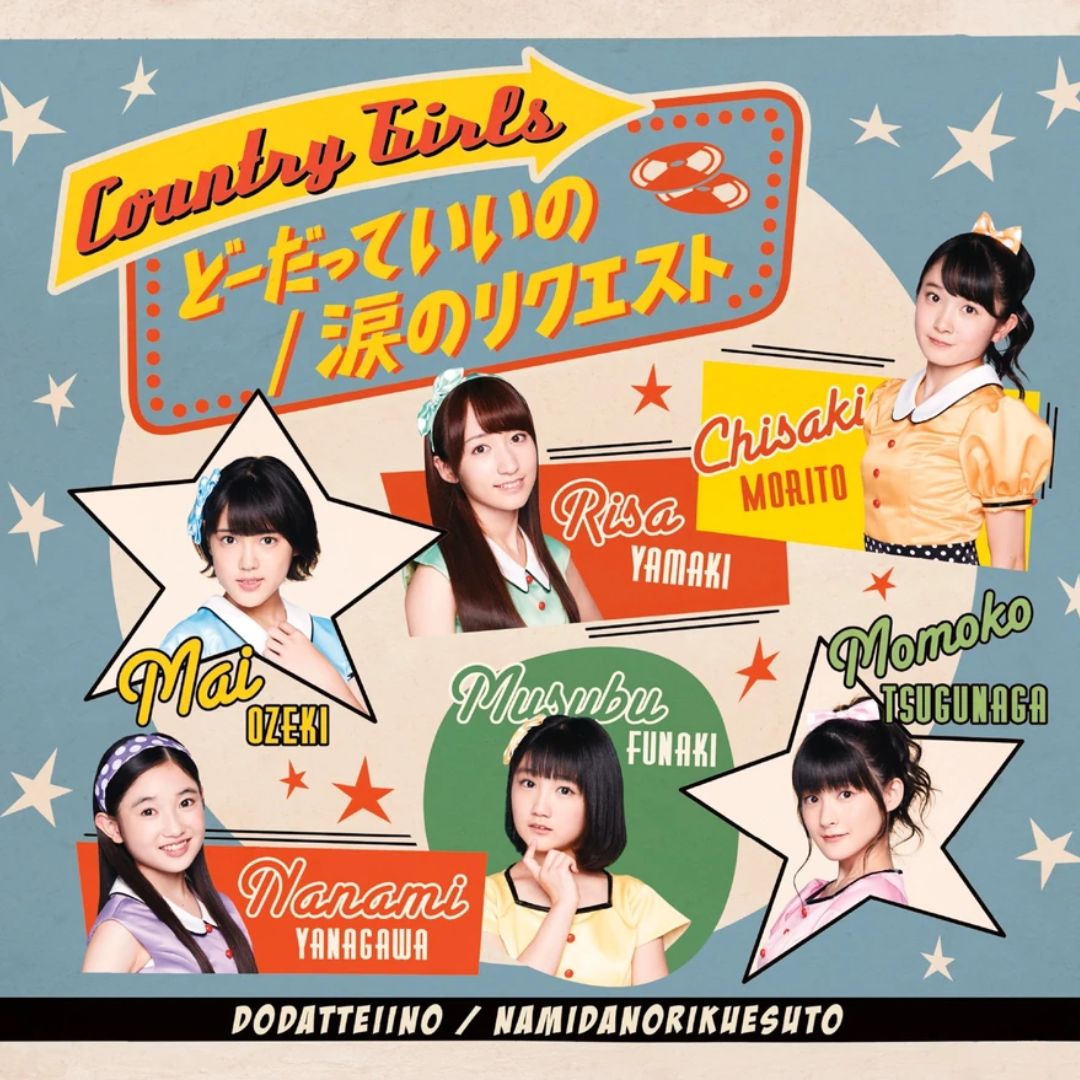 Country Girls
どーだっていいの
/涙のリクエスト
Chisaki
MORITO
Risa
YAMAKI
Mai
OZEKI
Momoko
TSUGUNAGA
Musubu
FUNAKI
Nanami
YANAGAWA
DODATTEIINO / NAMIDANORIKUESUTO